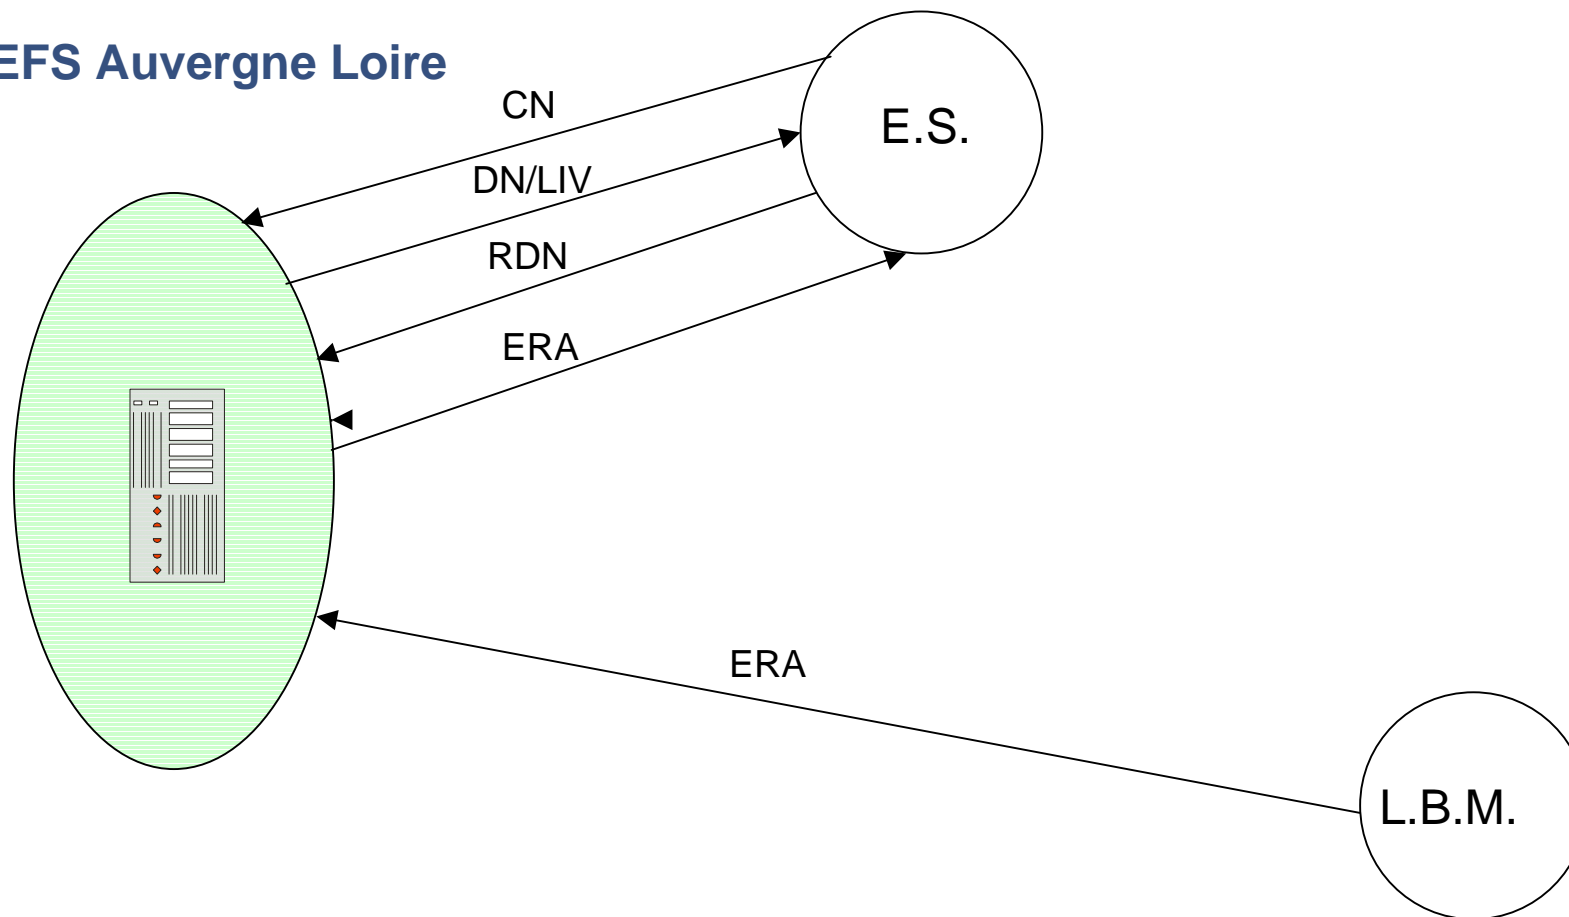 EFS Auvergne Loire
CN
E.S.
DN/LIV
RDN
ERA
ERA
L.B.M.